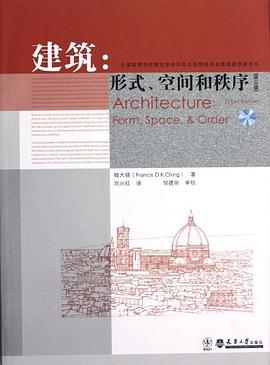 建筑：
全国高等学校建筑学学科专业指导委员会推荐教学参考书
形式、空间和秩序（第三版）
Architecture:
Third Edition
Form, Space, & Order
程大锦（Francis D.K.Ching） 著
刘丛红 译 邹德侬 审校
天津大学出版社